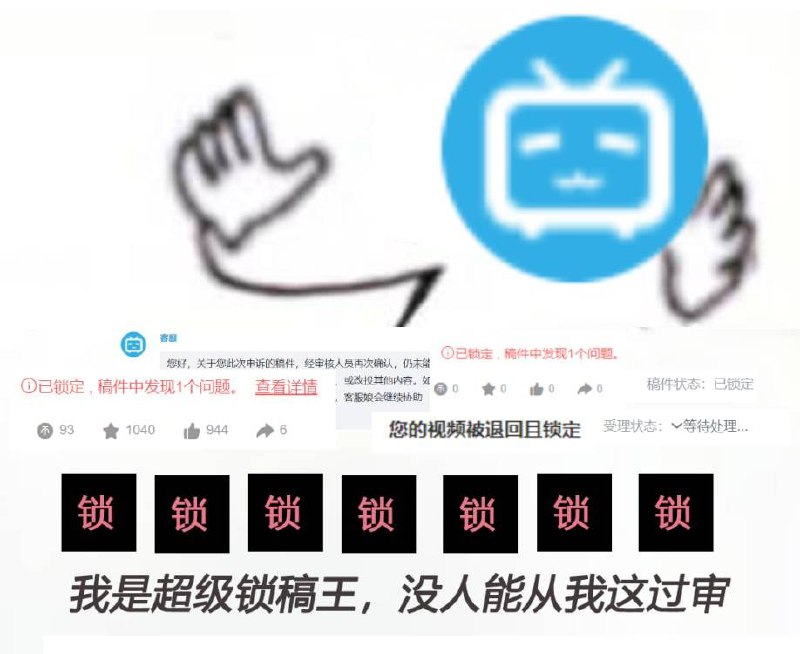 客服
您好，关于您此次申诉的稿件，经审核人员再次确认，仍未能
或改投其他内容。如
客服娘会继续协助
①已锁定，稿件中发现1个问题。 查看详情
93 1040 944 6
①已锁定，稿件中发现1个问题。
0 0 0 0
稿件状态：已锁定
您的视频被退回且锁定
受理状态：等待处理...
锁 锁 锁 锁 锁 锁 锁
我是超级锁稿王，没人能从我这过审